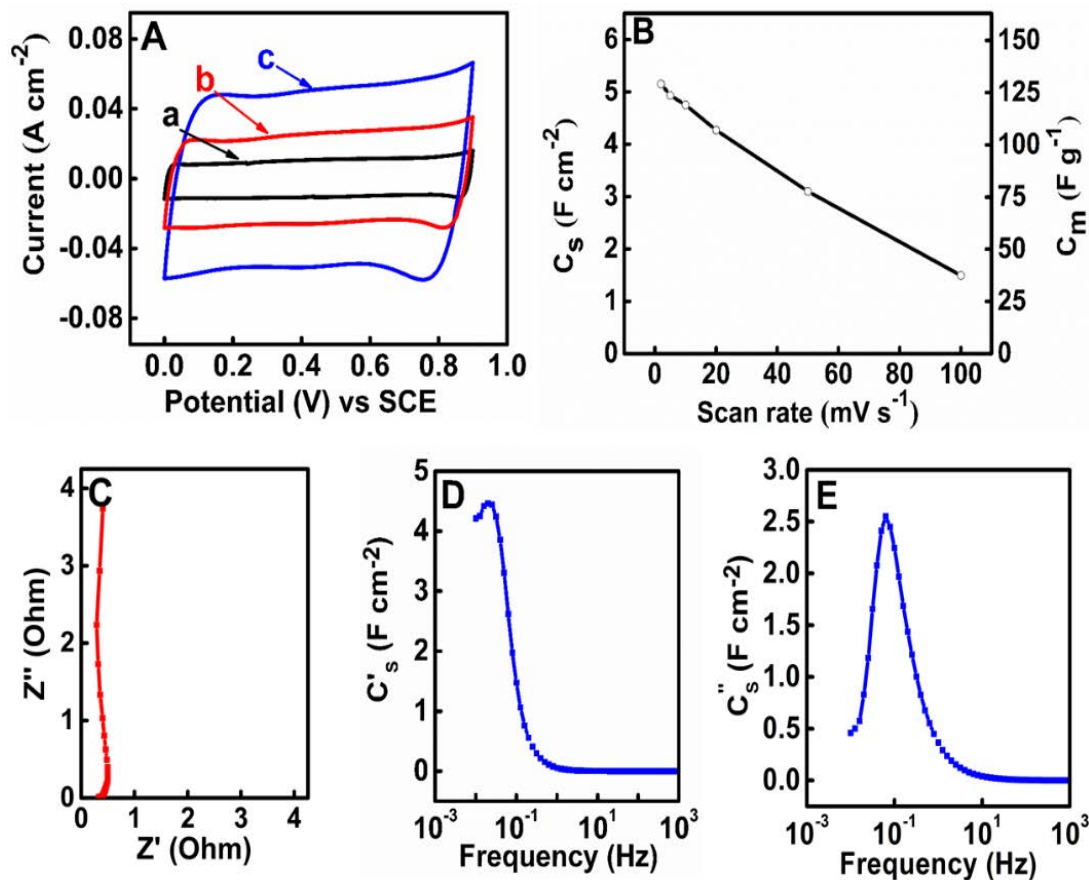 A
a
b
c
0.08
0.04
0.00
-0.04
-0.08
Current (A cm⁻²)
0.0 0.2 0.4 0.6 0.8 1.0
Potential (V) vs SCE
B
6
5
4
3
2
1
0
Cₛ (F cm⁻²)
150
125
100
75
50
25
0
Cₘ (F g⁻¹)
0 20 40 60 80 100
Scan rate (mV s⁻¹)
C
4
3
2
1
0
Z'' (Ohm)
0 1 2 3 4
Z' (Ohm)
D
5
4
3
2
1
0
C'ₛ (F cm⁻²)
10⁻³ 10⁻¹ 10¹ 10³
Frequency (Hz)
E
3.0
2.5
2.0
1.5
1.0
0.5
0.0
C''ₛ (F cm⁻²)
10⁻³ 10⁻¹ 10¹ 10³
Frequency (Hz)